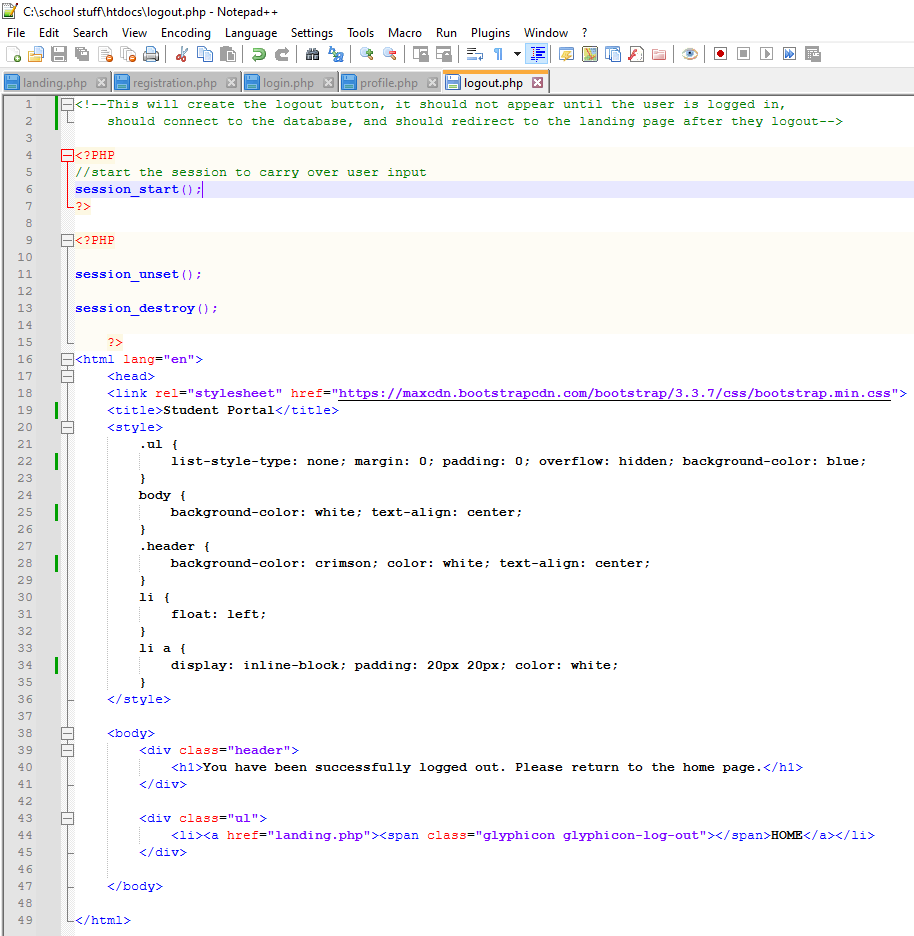 C:\school stuff\htdocs\logout.php - Notepad++
File Edit Search View Encoding Language Settings Tools Macro Run Plugins Window ?
landing.php registration.php login.php profile.php logout.php
1 <!--This will create the logout button, it should not appear until the user is logged in,
2 should connect to the database, and should redirect to the landing page after they logout-->
3
4 <?PHP
5 //start the session to carry over user input
6 session_start();
7 ?>
8
9 <?PHP
10
11 session_unset();
12
13 session_destroy();
14
15 ?>
16 <html lang="en">
17 <head>
18 <link rel="stylesheet" href="https://maxcdn.bootstrapcdn.com/bootstrap/3.3.7/css/bootstrap.min.css">
19 <title>Student Portal</title>
20 <style>
21 .ul {
22 list-style-type: none; margin: 0; padding: 0; overflow: hidden; background-color: blue;
23 }
24 body {
25 background-color: white; text-align: center;
26 }
27 .header {
28 background-color: crimson; color: white; text-align: center;
29 }
30 li {
31 float: left;
32 }
33 li a {
34 display: inline-block; padding: 20px 20px; color: white;
35 }
36 </style>
37
38 <body>
39 <div class="header">
40 <h1>You have been successfully logged out. Please return to the home page.</h1>
41 </div>
42
43 <div class="ul">
44 <li><a href="landing.php"><span class="glyphicon glyphicon-log-out"></span>HOME</a></li>
45 </div>
46
47 </body>
48
49 </html>